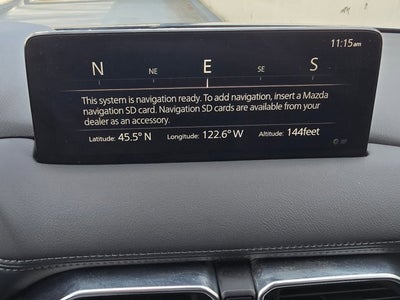 11:15am
N NE E SE S
This system is navigation ready. To add navigation, insert a Mazda
navigation SD card. Navigation SD cards are available from your
dealer as an accessory.
Latitude: 45.5° N Longitude: 122.6° W Altitude: 144feet